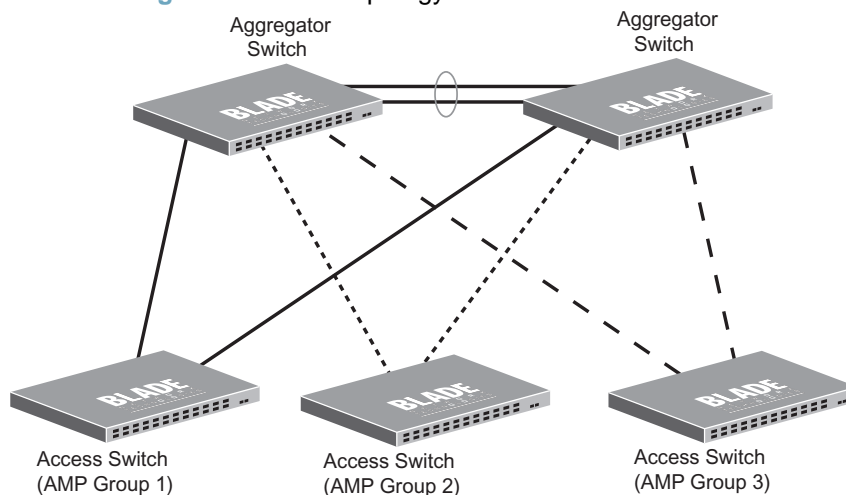 Aggregator
Switch
Aggregator
Switch
BLADE
BLADE
BLADE
BLADE
BLADE
Access Switch
(AMP Group 1)
Access Switch
(AMP Group 2)
Access Switch
(AMP Group 3)